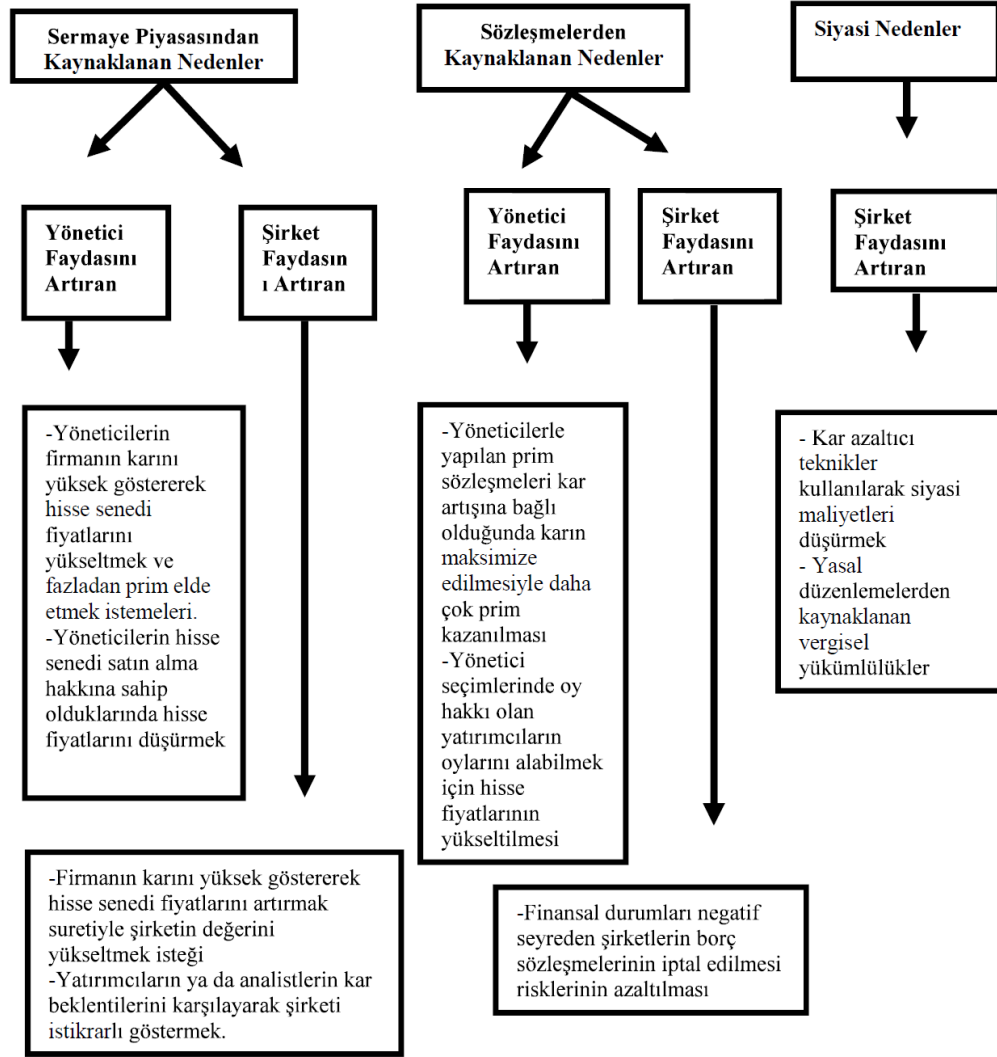 Sermaye Piyasasından
Kaynaklanan Nedenler
Sözleşmelerden
Kaynaklanan Nedenler
Siyasi Nedenler
Yönetici
Faydasını
Artıran
Şirket
Faydasın
ı Artıran
Yönetici
Faydasını
Artıran
Şirket
Faydasını
Artıran
Şirket
Faydasını
Artıran
-Yöneticilerin
firmanın karını
yüksek göstererek
hisse senedi
fiyatlarını
yükseltmek ve
fazladan prim elde
etmek istemeleri.
-Yöneticilerin hisse
senedi satın alma
hakkına sahip
olduklarında hisse
fiyatlarını düşürmek
-Yöneticilerle
yapılan prim
sözleşmeleri kar
artışına bağlı
olduğunda karın
maksimize
edilmesiyle daha
çok prim
kazanılması
-Yönetici
seçimlerinde oy
hakkı olan
yatırımcıların
oylarını alabilmek
için hisse
fiyatlarının
yükseltilmesi
- Kar azaltıcı
teknikler
kullanılarak siyasi
maliyetleri
düşürmek
- Yasal
düzenlemelerden
kaynaklanan
vergisel
yükümlülükler
-Firmanın karını yüksek göstererek
hisse senedi fiyatlarını artırmak
suretiyle şirketin değerini
yükseltmek isteği
-Yatırımcıların ya da analistlerin kar
beklentilerini karşılayarak şirketi
istikrarlı göstermek.
-Finansal durumları negatif
seyreden şirketlerin borç
sözleşmelerinin iptal edilmesi
risklerinin azaltılması